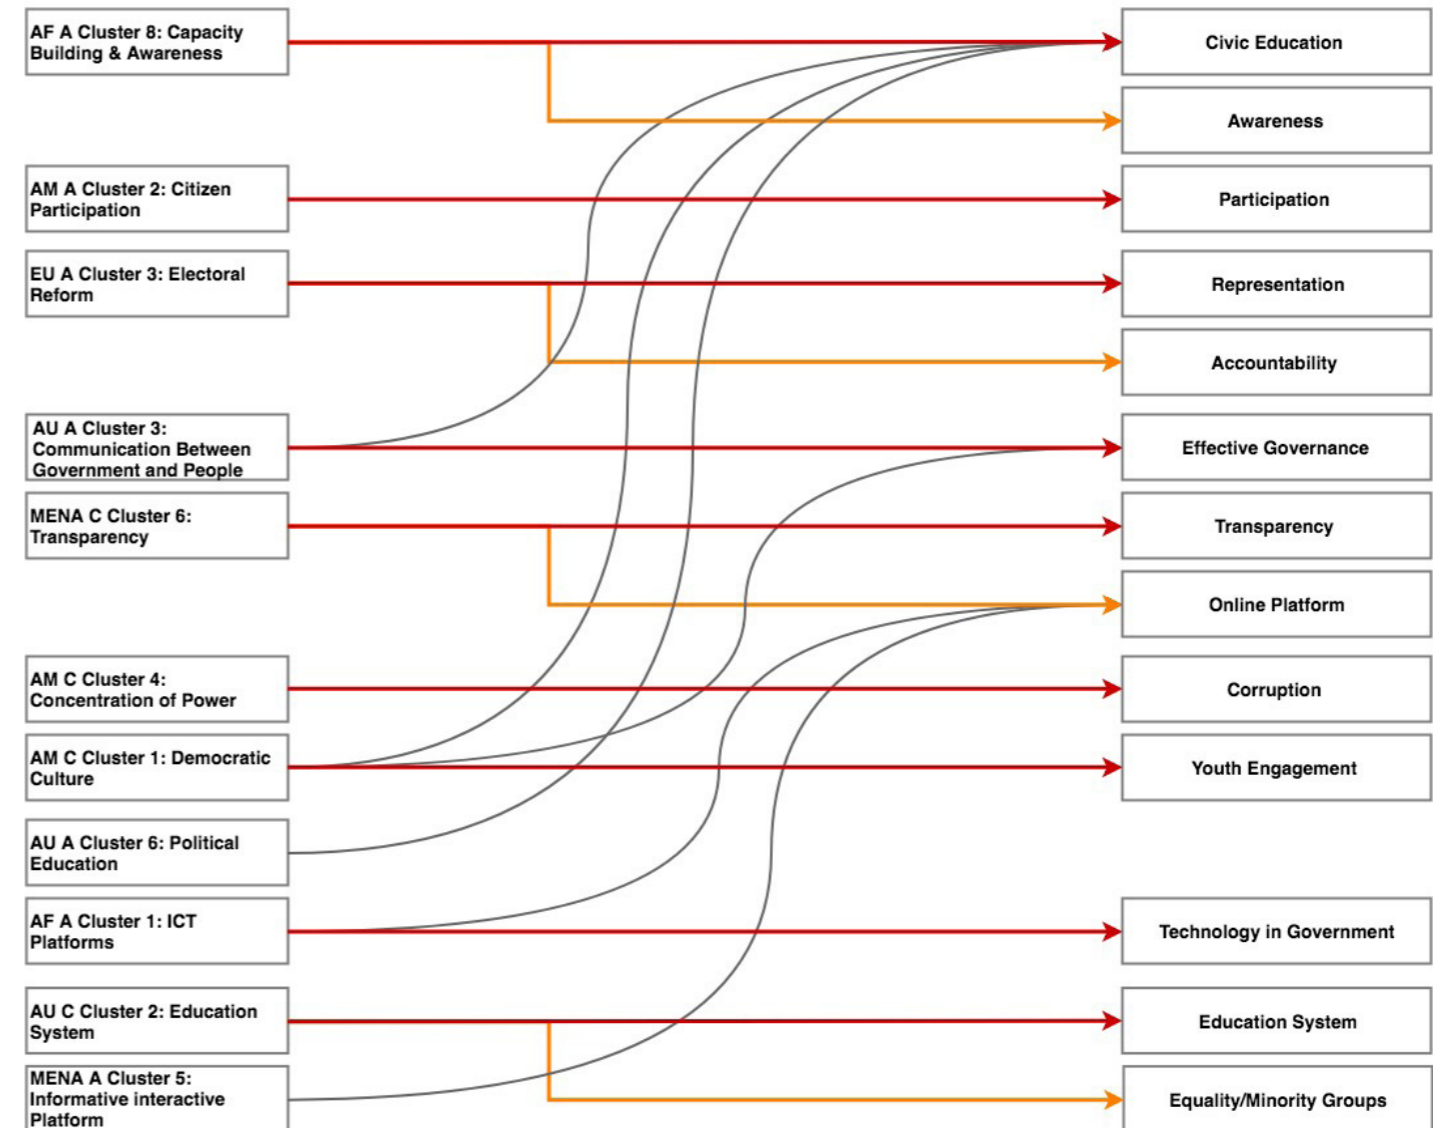 AF A Cluster 8: Capacity
Building & Awareness
Civic Education
Awareness
AM A Cluster 2: Citizen
Participation
Participation
EU A Cluster 3: Electoral
Reform
Representation
Accountability
AU A Cluster 3:
Communication Between
Government and People
Effective Governance
MENA C Cluster 6:
Transparency
Transparency
Online Platform
AM C Cluster 4:
Concentration of Power
Corruption
AM C Cluster 1: Democratic
Culture
Youth Engagement
AU A Cluster 6: Political
Education
AF A Cluster 1: ICT
Platforms
Technology in Government
AU C Cluster 2: Education
System
Education System
MENA A Cluster 5:
Informative interactive
Platform
Equality/Minority Groups